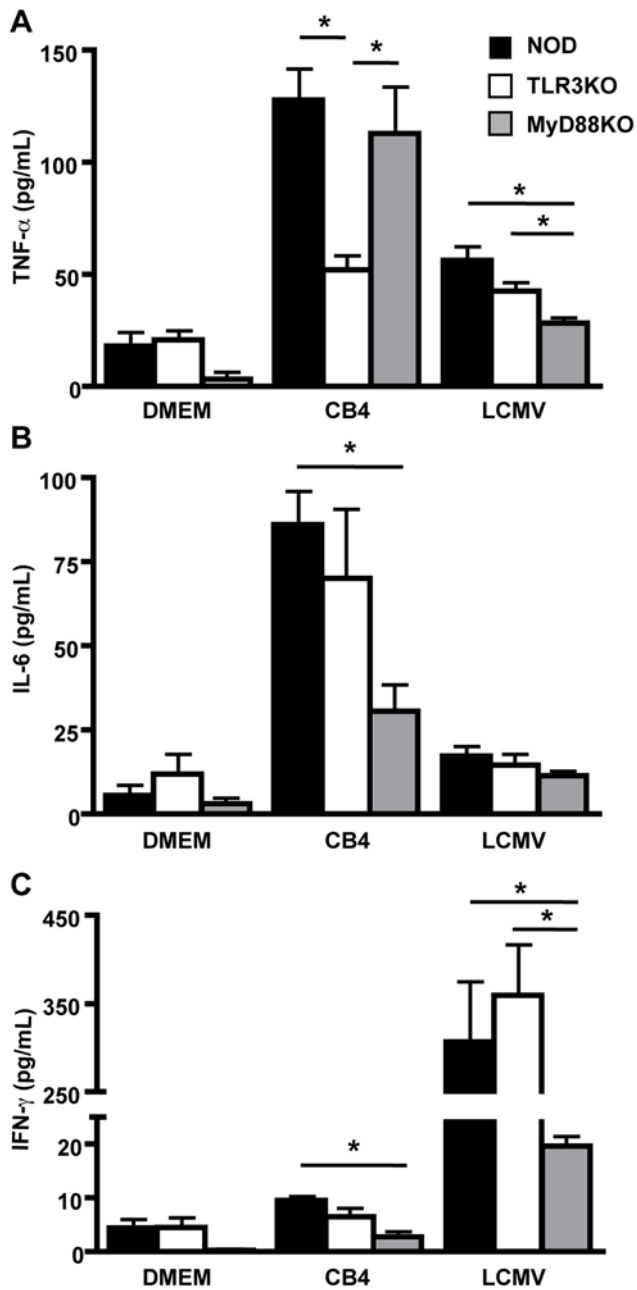 A
NOD
TLR3KO
MyD88KO
TNF-α (pg/mL)
150
100
50
0
* * * *
DMEM CB4 LCMV
B
IL-6 (pg/mL)
100
75
50
25
0
*
DMEM CB4 LCMV
C
IFN-γ (pg/mL)
450
350
250
20
10
0
* * *
DMEM CB4 LCMV